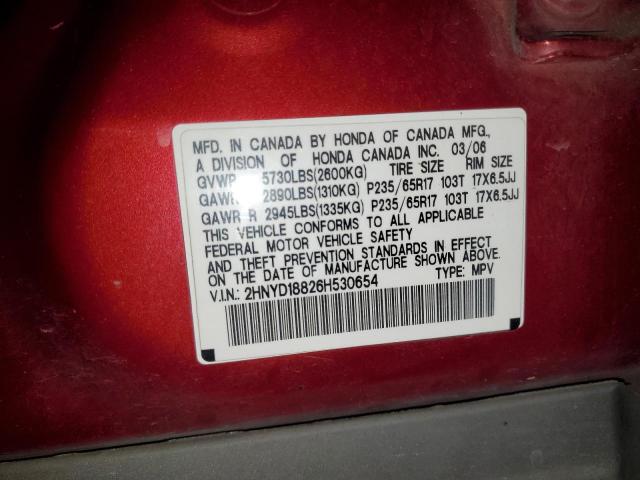 MFD. IN CANADA BY HONDA OF CANADA MFG.,
A DIVISION OF HONDA CANADA INC. 03/06
GVWR 5730LBS(2600KG) TIRE SIZE RIM SIZE
GAWR 2890LBS(1310KG) P235/65R17 103T 17X6.5JJ
GAWR R 2945LBS(1335KG) P235/65R17 103T 17X6.5JJ
THIS VEHICLE CONFORMS TO ALL APPLICABLE
FEDERAL MOTOR VEHICLE SAFETY
AND THEFT PREVENTION STANDARDS IN EFFECT
ON THE DATE OF MANUFACTURE SHOWN ABOVE.
V.I.N.: 2HNYD18826H530654 TYPE: MPV